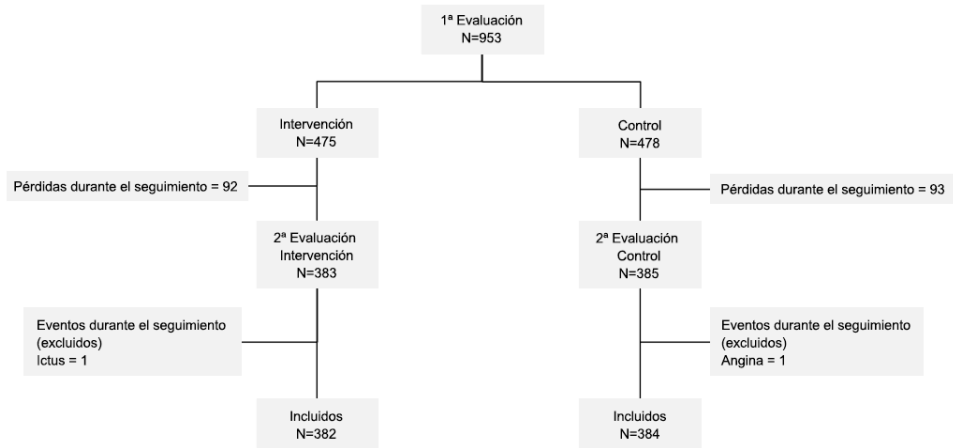 1ª Evaluación
N=953
Intervención
N=475
Control
N=478
Pérdidas durante el seguimiento = 92
Pérdidas durante el seguimiento = 93
2ª Evaluación
Intervención
N=383
2ª Evaluación
Control
N=385
Eventos durante el seguimiento
(excluidos)
Ictus = 1
Eventos durante el seguimiento
(excluidos)
Angina = 1
Incluidos
N=382
Incluidos
N=384